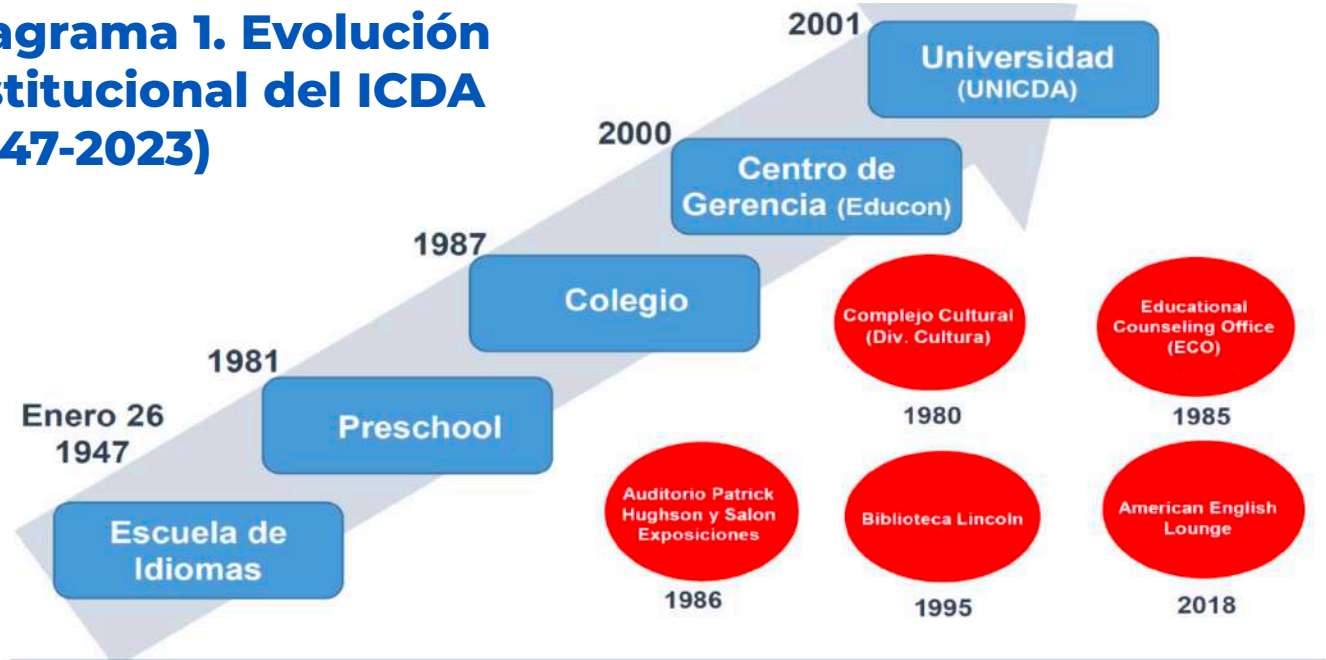 agrama 1. Evolución
stitucional del ICDA
47-2023)
2001
Universidad
(UNICDA)
2000
Centro de
Gerencia (Educon)
1987
Colegio
1981
Preschool
Enero 26
1947
Escuela de
Idiomas
Complejo Cultural
(Div. Cultura)
1980
Educational
Counseling Office
(ECO)
1985
Auditorio Patrick
Hughson y Salon
Exposiciones
1986
Biblioteca Lincoln
1995
American English
Lounge
2018